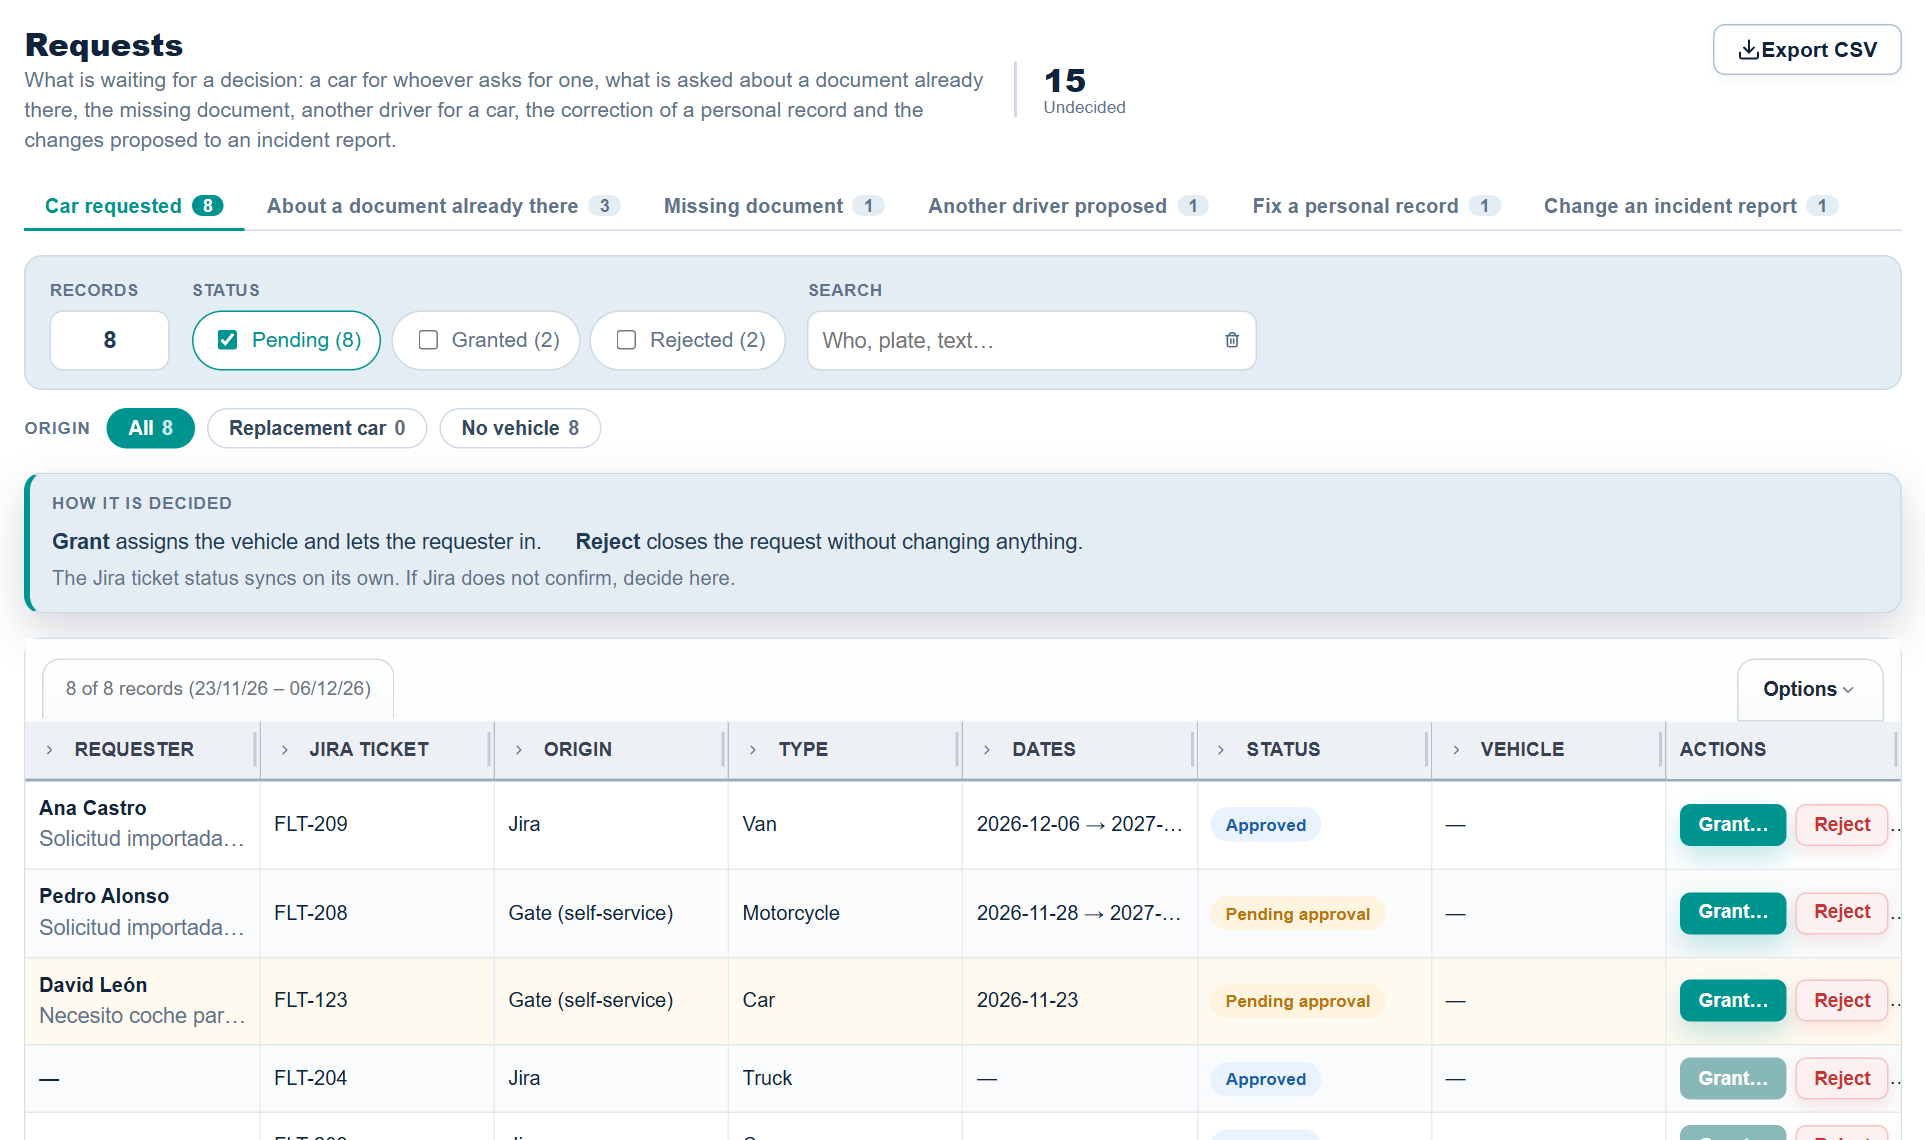 Requests
What is waiting for a decision: a car for whoever asks for one, what is asked about a document already
there, the missing document, another driver for a car, the correction of a personal record and the
changes proposed to an incident report.
15
Undecided
Export CSV
Car requested 8
About a document already there 3
Missing document 1
Another driver proposed 1
Fix a personal record 1
Change an incident report 1
RECORDS
STATUS
SEARCH
8
Pending (8)
Granted (2)
Rejected (2)
Who, plate, text…
ORIGIN
All 8
Replacement car 0
No vehicle 8
HOW IT IS DECIDED
Grant assigns the vehicle and lets the requester in. Reject closes the request without changing anything.
The Jira ticket status syncs on its own. If Jira does not confirm, decide here.
8 of 8 records (23/11/26 – 06/12/26)
Options
REQUESTER
JIRA TICKET
ORIGIN
TYPE
DATES
STATUS
VEHICLE
ACTIONS
Ana Castro
Solicitud importada…
FLT-209
Jira
Van
2026-12-06 → 2027-…
Approved
—
Grant…
Reject
Pedro Alonso
Solicitud importada…
FLT-208
Gate (self-service)
Motorcycle
2026-11-28 → 2027-…
Pending approval
—
Grant…
Reject
David León
Necesito coche par…
FLT-123
Gate (self-service)
Car
2026-11-23
Pending approval
—
Grant…
Reject
—
FLT-204
Jira
Truck
—
Approved
—
Grant…
Reject